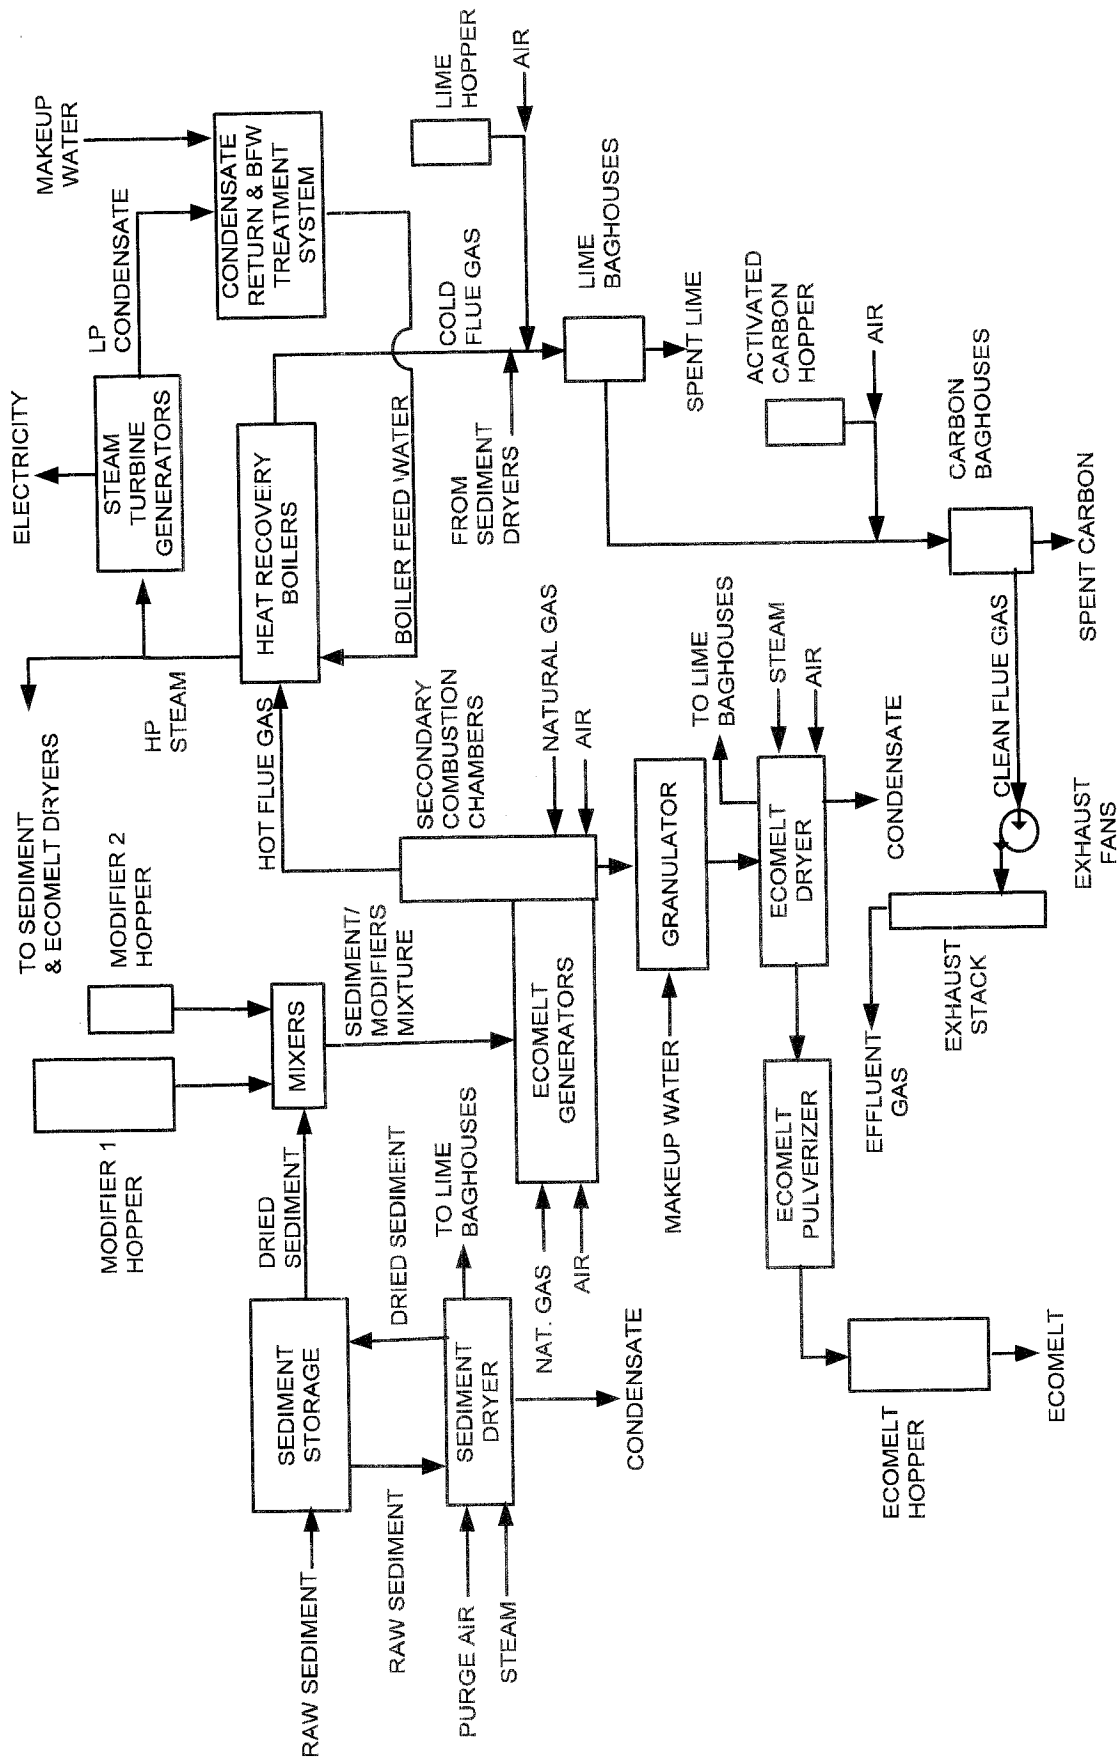 RAW SEDIMENT
SEDIMENT
STORAGE
RAW SEDIMENT
DRIED SEDIMENT
PURGE AIR
STEAM
SEDIMENT
DRYER
TO LIME
BAGHOUSES
CONDENSATE
DRIED
SEDIMENT
MODIFIER 1
HOPPER
MODIFIER 2
HOPPER
MIXERS
SEDIMENT/
MODIFIERS
MIXTURE
NAT. GAS
AIR
ECOMELT
GENERATORS
SECONDARY
COMBUSTION
CHAMBERS
NATURAL GAS
AIR
HOT FLUE GAS
TO SEDIMENT
& ECOMELT DRYERS
HP
STEAM
HEAT RECOVERY
BOILERS
ELECTRICITY
STEAM
TURBINE
GENERATORS
LP
CONDENSATE
MAKEUP
WATER
CONDENSATE
RETURN & BFW
TREATMENT
SYSTEM
BOILER FEED WATER
COLD
FLUE GAS
FROM
SEDIMENT
DRYERS
LIME
HOPPER
AIR
LIME
BAGHOUSES
SPENT LIME
ACTIVATED
CARBON
HOPPER
AIR
CARBON
BAGHOUSES
SPENT CARBON
CLEAN FLUE GAS
EXHAUST
FANS
EXHAUST
STACK
EFFLUENT
GAS
MAKEUP WATER
GRANULATOR
TO LIME
BAGHOUSES
STEAM
AIR
ECOMELT
DRYER
CONDENSATE
ECOMELT
PULVERIZER
ECOMELT
HOPPER
ECOMELT